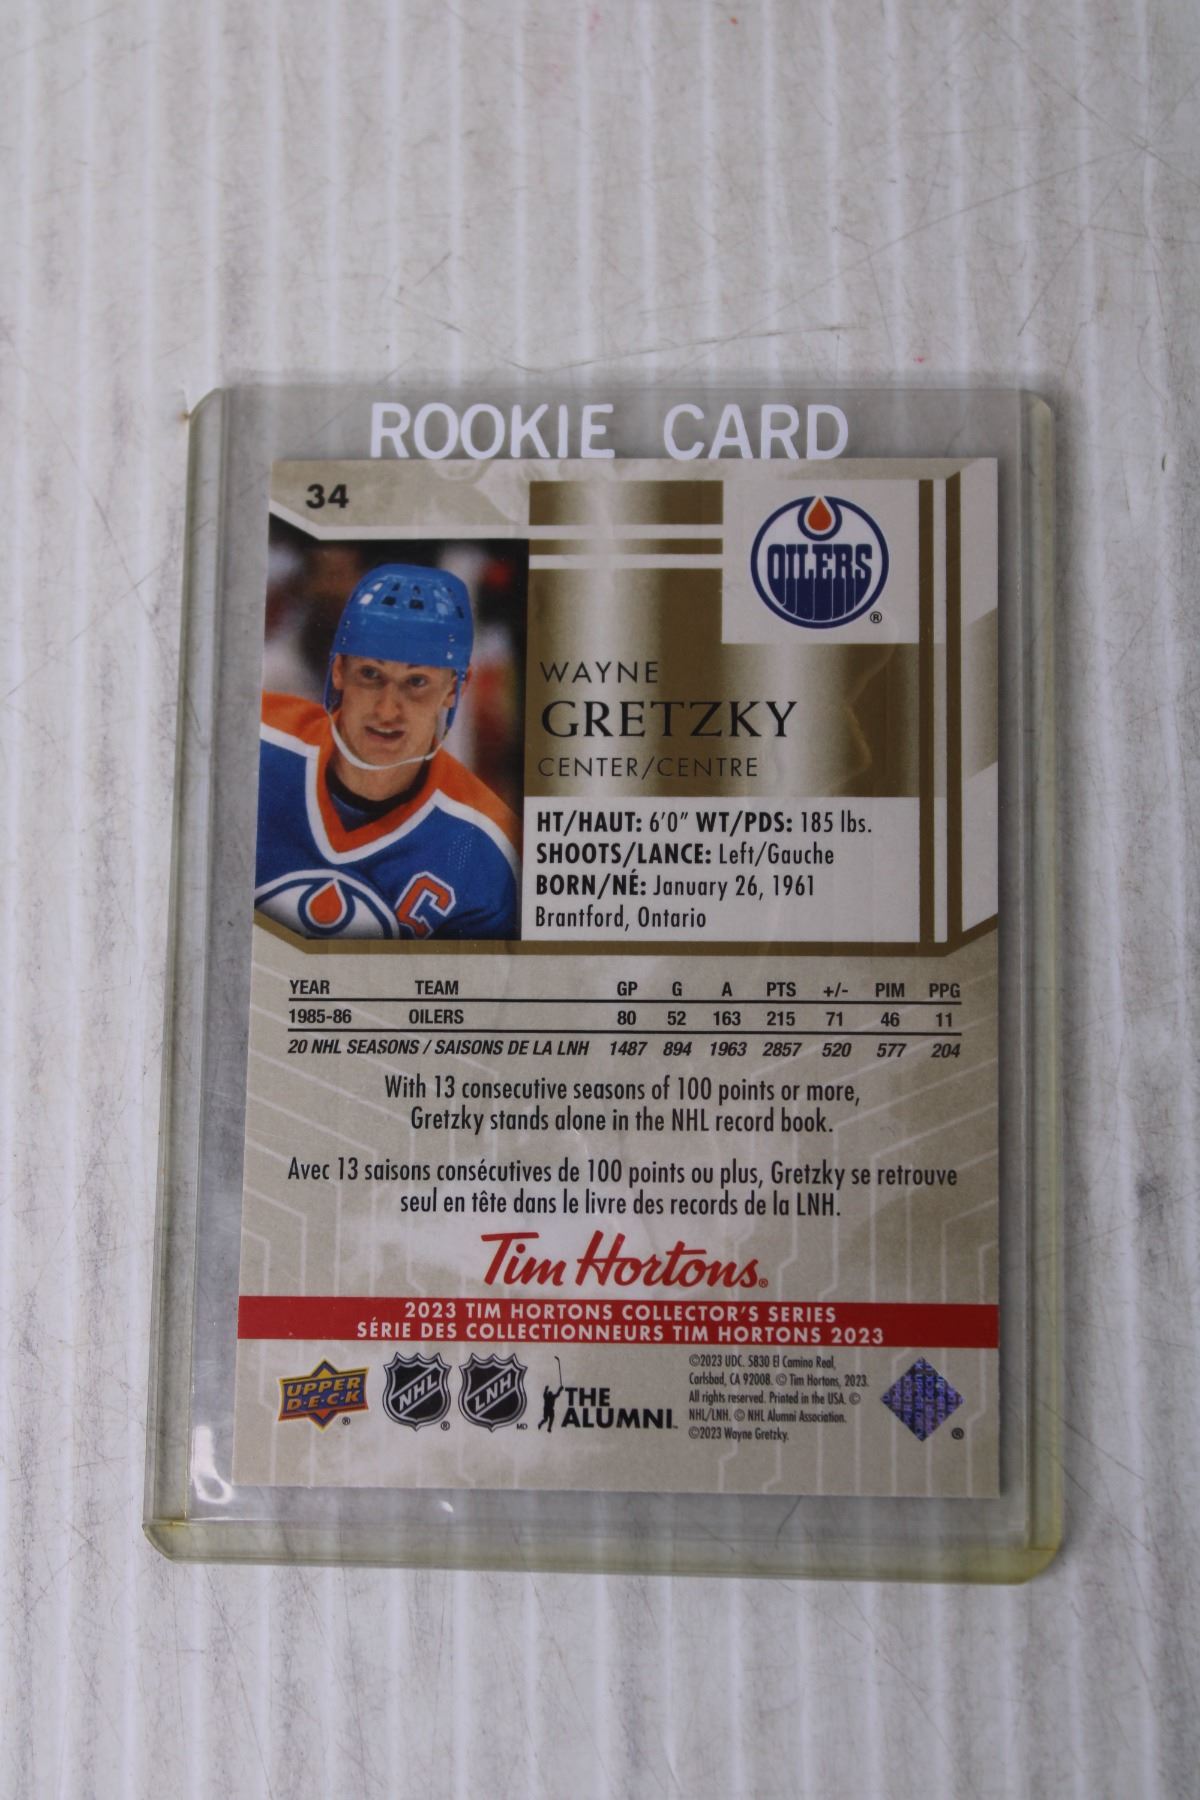 ROOKIE CARD
34
OILERS
®
WAYNE
GRETZKY
CENTER/CENTRE
HT/HAUT: 6'0" WT/PDS: 185 lbs.
SHOOTS/LANCE: Left/Gauche
BORN/NÉ: January 26, 1961
Brantford, Ontario
C
YEAR TEAM GP G A PTS +/- PIM PPG
1985-86 OILERS 80 52 163 215 71 46 11
20 NHL SEASONS / SAISONS DE LA LNH 1487 894 1963 2857 520 577 204
With 13 consecutive seasons of 100 points or more,
Gretzky stands alone in the NHL record book.
Avec 13 saisons consécutives de 100 points ou plus, Gretzky se retrouve
seul en tête dans le livre des records de la LNH.
Tim Hortons®
2023 TIM HORTONS COLLECTOR'S SERIES
SÉRIE DES COLLECTIONNEURS TIM HORTONS 2023
UPPER
D·E·C·K
®
NHL
®
LNH
MD
THE
ALUMNI™
©2023 UDC. 5830 El Camino Real,
Carlsbad, CA 92008. © Tim Hortons, 2023.
All rights reserved. Printed in the USA. ©
NHL/LNH. © NHL Alumni Association.
©2023 Wayne Gretzky.
®